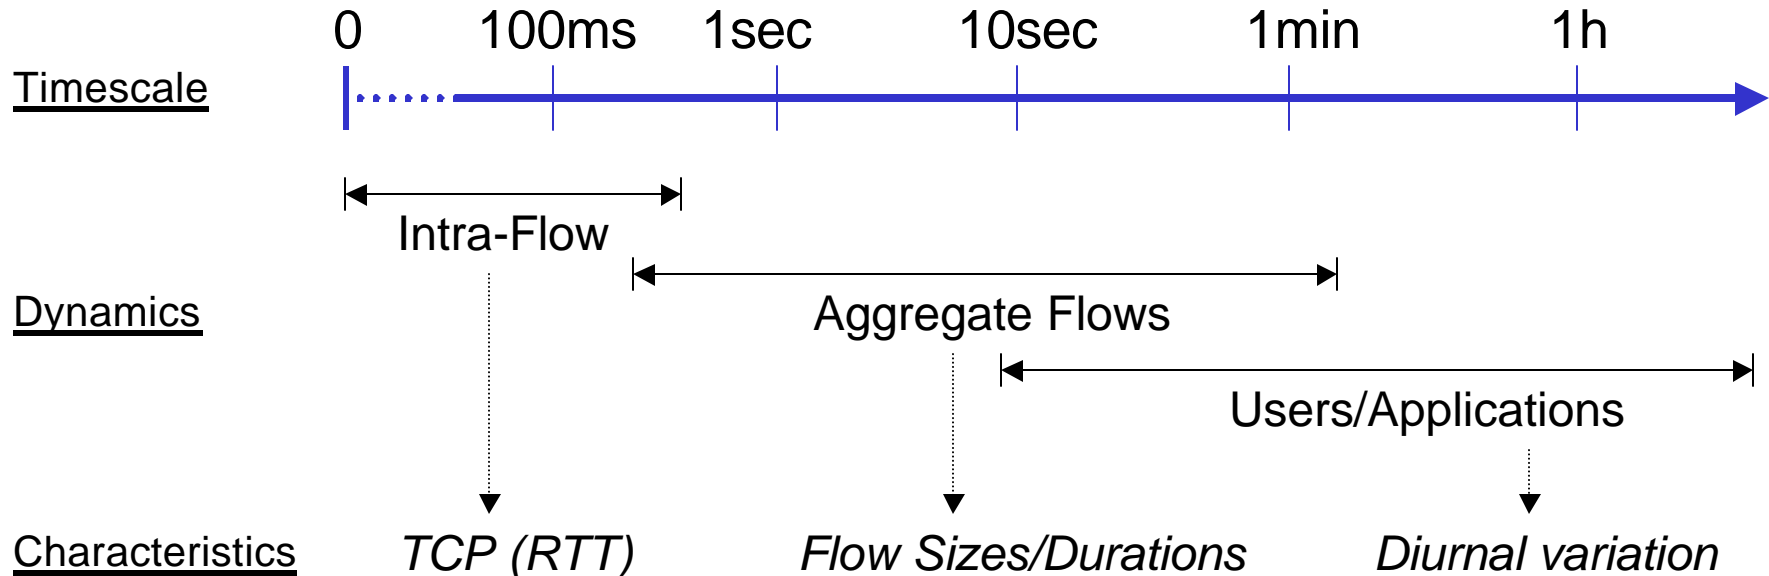 0 100ms 1sec 10sec 1min 1h
Timescale
Intra-Flow
Dynamics
Aggregate Flows
Users/Applications
Characteristics TCP (RTT) Flow Sizes/Durations Diurnal variation